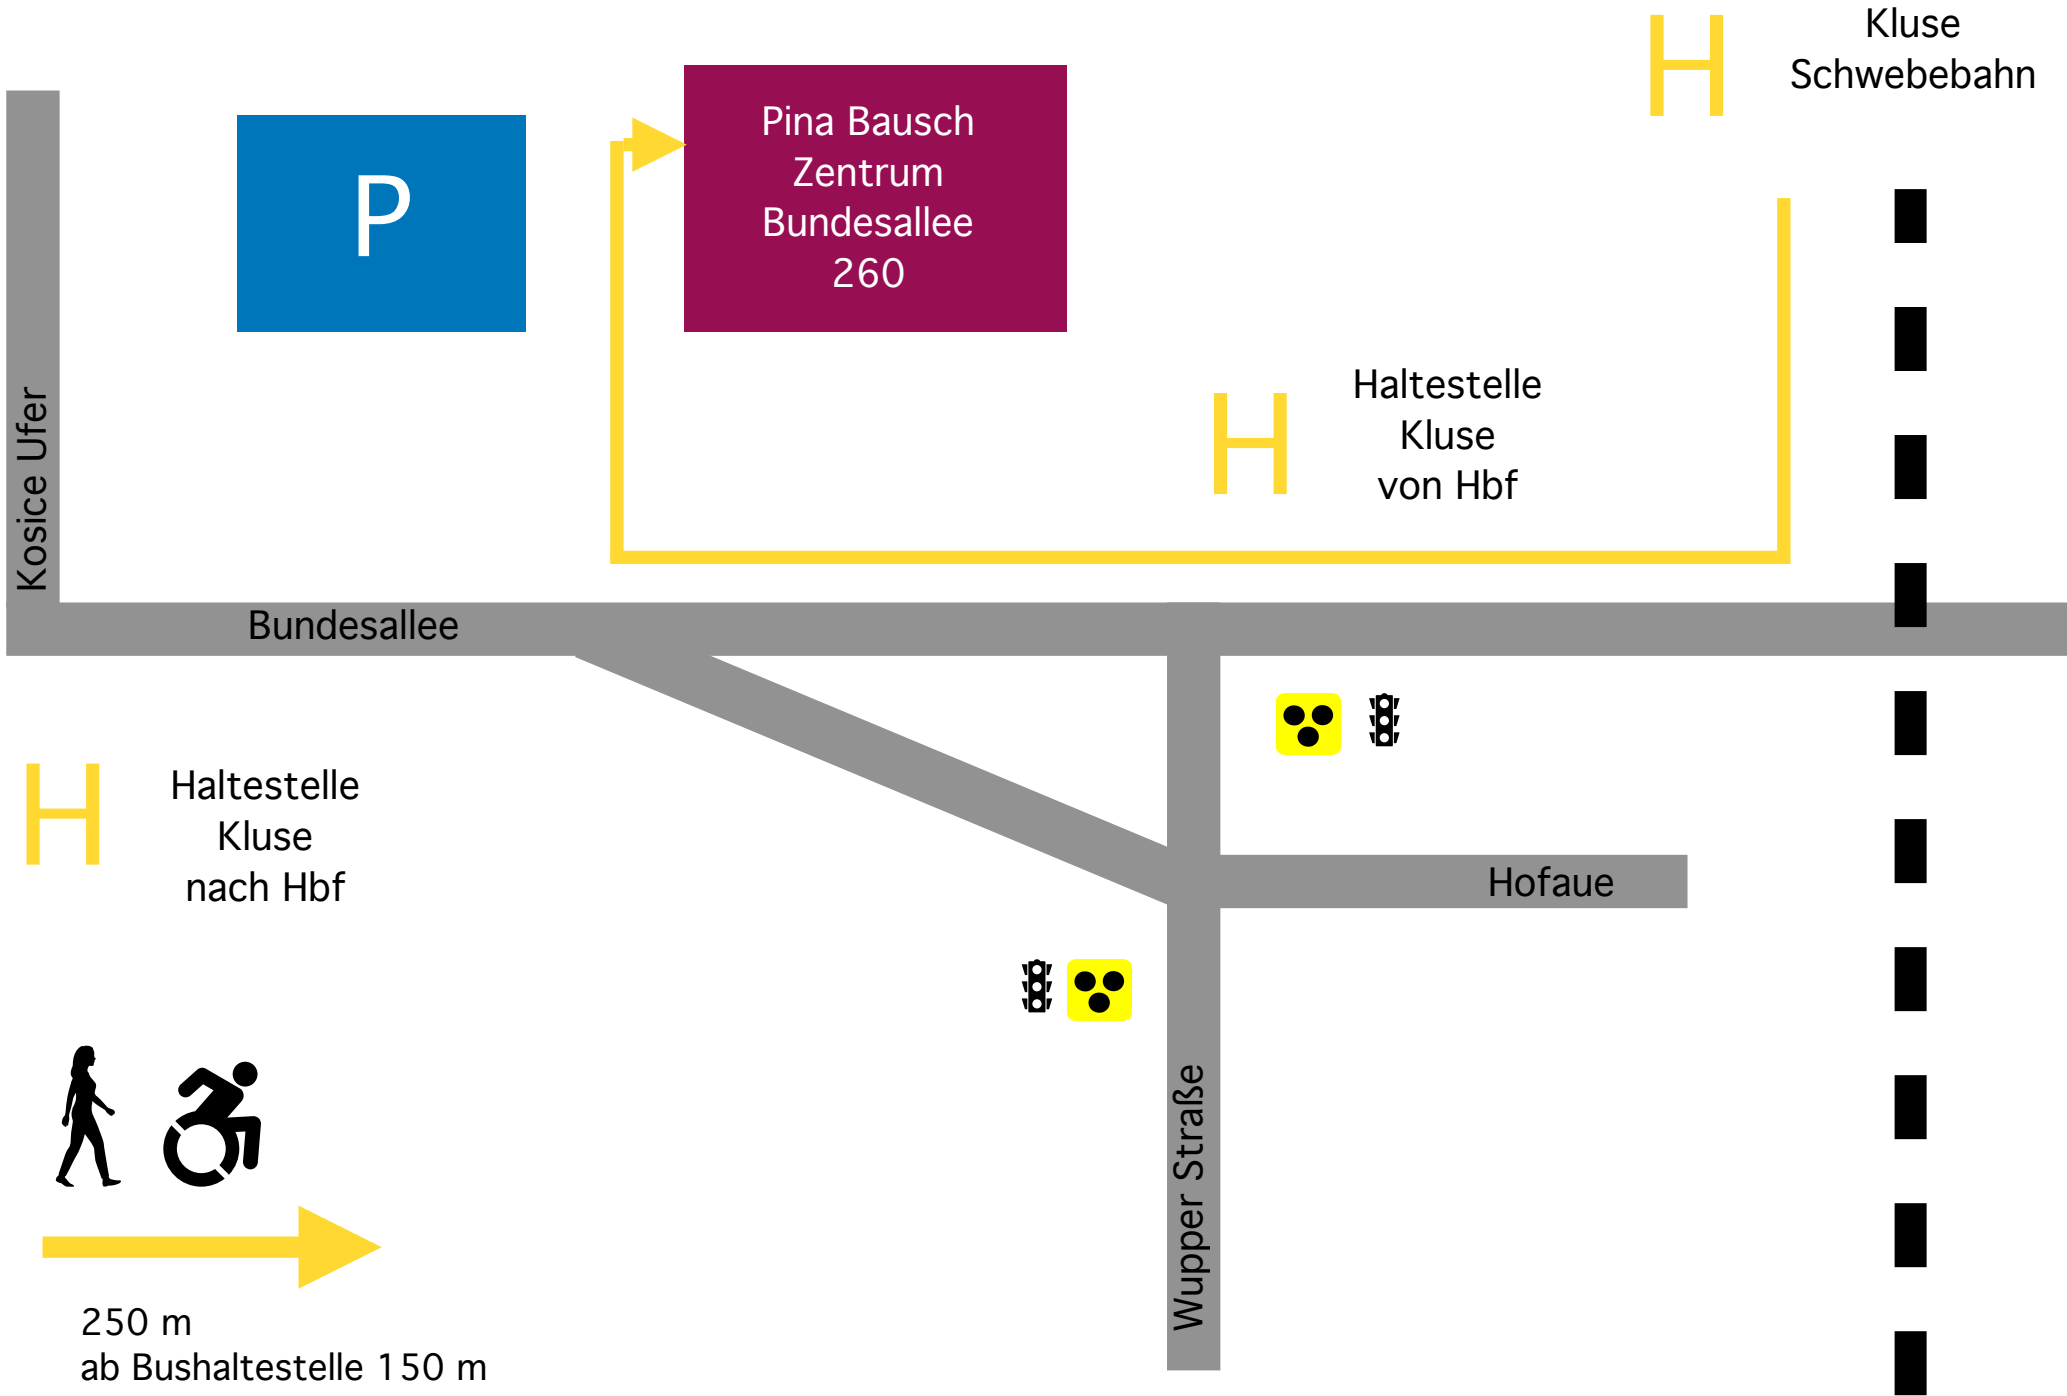 H
Kluse
Schwebebahn
P
Pina Bausch
Zentrum
Bundesallee
260
H
Haltestelle
Kluse
von Hbf
Kosice Ufer
Bundesallee
H
Haltestelle
Kluse
nach Hbf
Hofaue
Wupper Straße
250 m
ab Bushaltestelle 150 m